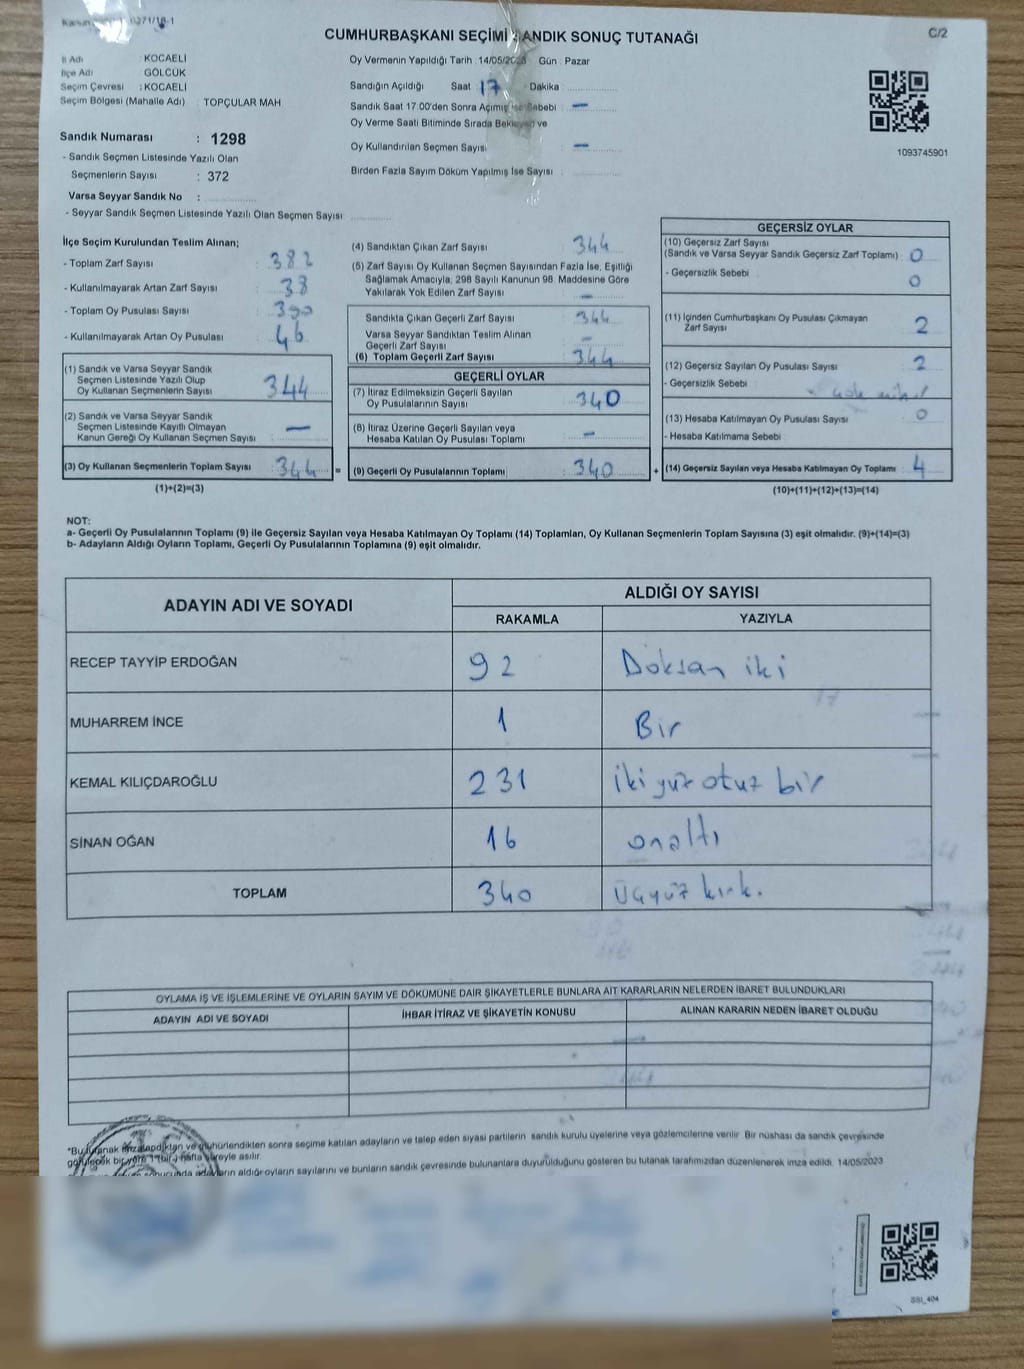 CUMHURBAŞKANI SEÇİMİ SANDIK SONUÇ TUTANAĞI
C/2
İl Adı : KOCAELİ
İlçe Adı : GÖLCÜK
Seçim Çevresi : KOCAELİ
Seçim Bölgesi (Mahalle Adı) : TOPÇULAR MAH
Oy Vermenin Yapıldığı Tarih : 14/05/2023 Gün : Pazar
Sandığın Açıldığı Saat 17 Dakika
Sandık Saat 17:00'den Sonra Açılmış İse Sebebi —
Oy Verme Saati Bitiminde Sırada Bekleyen ve
Oy Kullandırılan Seçmen Sayısı —
Birden Fazla Sayım Döküm Yapılmış İse Sayısı :
1093745901
Sandık Numarası : 1298
- Sandık Seçmen Listesinde Yazılı Olan
Seçmenlerin Sayısı : 372
Varsa Seyyar Sandık No :
- Seyyar Sandık Seçmen Listesinde Yazılı Olan Seçmen Sayısı
İlçe Seçim Kurulundan Teslim Alınan;
- Toplam Zarf Sayısı : 382
- Kullanılmayarak Artan Zarf Sayısı : 38
- Toplam Oy Pusulası Sayısı : 390
- Kullanılmayarak Artan Oy Pusulası : 46
(1) Sandık ve Varsa Seyyar Sandık
Seçmen Listesinde Yazılı Olup
Oy Kullanan Seçmenlerin Sayısı 344
(2) Sandık ve Varsa Seyyar Sandık
Seçmen Listesinde Kayıtlı Olmayan
Kanun Gereği Oy Kullanan Seçmen Sayısı —
(3) Oy Kullanan Seçmenlerin Toplam Sayısı 344 =
(1)+(2)=(3)
(4) Sandıktan Çıkan Zarf Sayısı 344
(5) Zarf Sayısı Oy Kullanan Seçmen Sayısından Fazla İse, Eşitliği
Sağlamak Amacıyla, 298 Sayılı Kanunun 98. Maddesine Göre
Yakılarak Yok Edilen Zarf Sayısı —
Sandıkta Çıkan Geçerli Zarf Sayısı 344
Varsa Seyyar Sandıktan Teslim Alınan
Geçerli Zarf Sayısı —
(6) Toplam Geçerli Zarf Sayısı 344
GEÇERLİ OYLAR
(7) İtiraz Edilmeksizin Geçerli Sayılan
Oy Pusulalarının Sayısı 340
(8) İtiraz Üzerine Geçerli Sayılan veya
Hesaba Katılan Oy Pusulası Toplamı —
(9) Geçerli Oy Pusulalarının Toplamı 340 +
GEÇERSİZ OYLAR
(10) Geçersiz Zarf Sayısı
(Sandık ve Varsa Seyyar Sandık Geçersiz Zarf Toplamı) 0
- Geçersizlik Sebebi 0
(11) İçinden Cumhurbaşkanı Oy Pusulası Çıkmayan
Zarf Sayısı 2
(12) Geçersiz Sayılan Oy Pusulası Sayısı 2
- Geçersizlik Sebebi
(13) Hesaba Katılmayan Oy Pusulası Sayısı 0
- Hesaba Katılmama Sebebi
(14) Geçersiz Sayılan veya Hesaba Katılmayan Oy Toplamı 4
(10)+(11)+(12)+(13)=(14)
NOT:
a- Geçerli Oy Pusulalarının Toplamı (9) ile Geçersiz Sayılan veya Hesaba Katılmayan Oy Toplamı (14) Toplamları, Oy Kullanan Seçmenlerin Toplam Sayısına (3) eşit olmalıdır. (9)+(14)=(3)
b- Adayların Aldığı Oyların Toplamı, Geçerli Oy Pusulalarının Toplamına (9) eşit olmalıdır.
ADAYIN ADI VE SOYADI ALDIĞI OY SAYISI
RAKAMLA YAZIYLA
RECEP TAYYİP ERDOĞAN 92 Doksan iki
MUHARREM İNCE 1 Bir
KEMAL KILIÇDAROĞLU 231 iki yüz otuz bir
SİNAN OĞAN 16 onaltı
TOPLAM 340 Üçyüz kırk.
OYLAMA İŞ VE İŞLEMLERİNE VE OYLARIN SAYIM VE DÖKÜMÜNE DAİR ŞİKAYETLERLE BUNLARA AİT KARARLARIN NELERDEN İBARET BULUNDUKLARI
ADAYIN ADI VE SOYADI İHBAR İTİRAZ VE ŞİKAYETİN KONUSU ALINAN KARARIN NEDEN İBARET OLDUĞU
*Bu tutanak imzalandıktan ve mühürlendikten sonra seçime katılan adayların ve talep eden siyasi partilerin sandık kurulu üyelerine veya gözlemcilerine verilir. Bir nüshası da sandık çevresinde
görülecek bir yere 1 (bir) hafta süreyle asılır.
sonucunda adayların aldığı oyların sayılarını ve bunların sandık çevresinde bulunanlara duyurulduğunu gösteren bu tutanak tarafımızdan düzenlenerek imza edildi. 14/05/2023
SSI_404